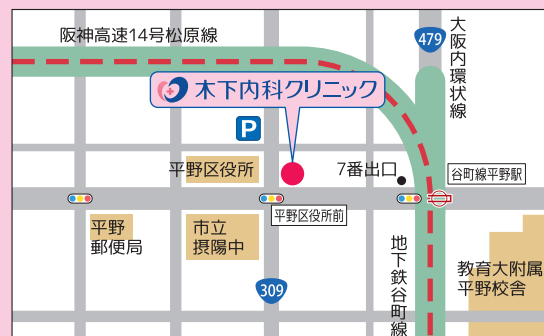 阪神高速14号松原線
大阪内環状線
479
木下内科クリニック
P
平野区役所
7番出口
谷町線平野駅
平野区役所前
平野
郵便局
市立
摂陽中
地下鉄谷町線
教育大附属
平野校舎
309